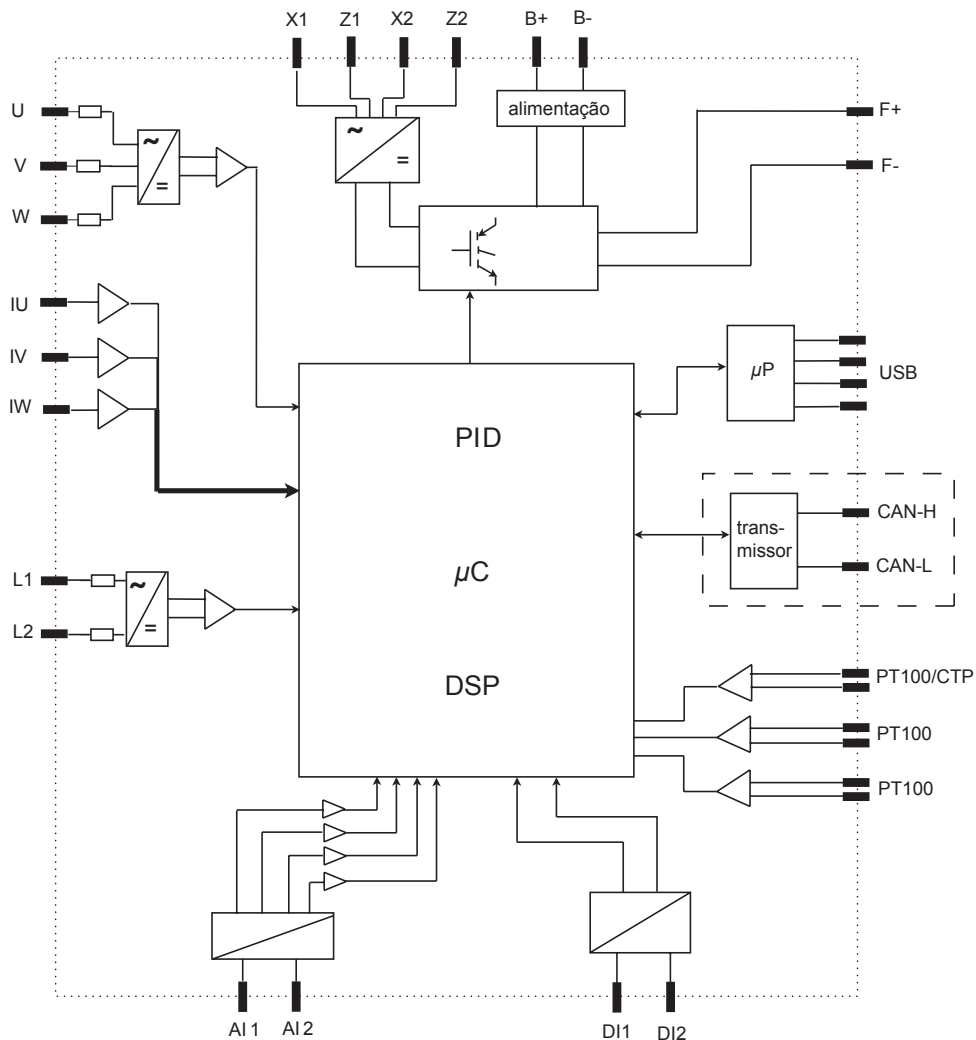 X1 Z1 X2 Z2 B+ B-
alimentação
U
~
=
V
W
~
=
F+
F-
IU
IV
IW
µP
USB
PID
µC
DSP
trans-
missor
CAN-H
CAN-L
L1
~
=
L2
PT100/CTP
PT100
PT100
AI 1 AI 2
DI1 DI2